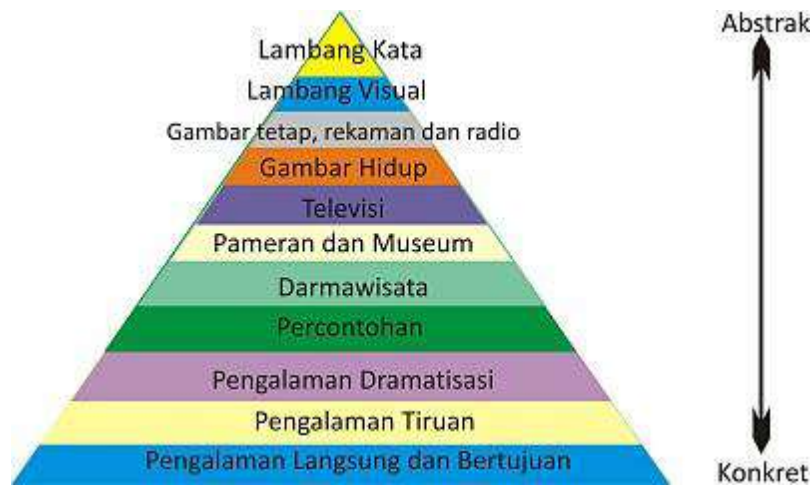 Abstrak
Lambang Kata
Lambang Visual
Gambar tetap, rekaman dan radio
Gambar Hidup
Televisi
Pameran dan Museum
Darmawisata
Percontohan
Pengalaman Dramatisasi
Pengalaman Tiruan
Pengalaman Langsung dan Bertujuan
Konkret